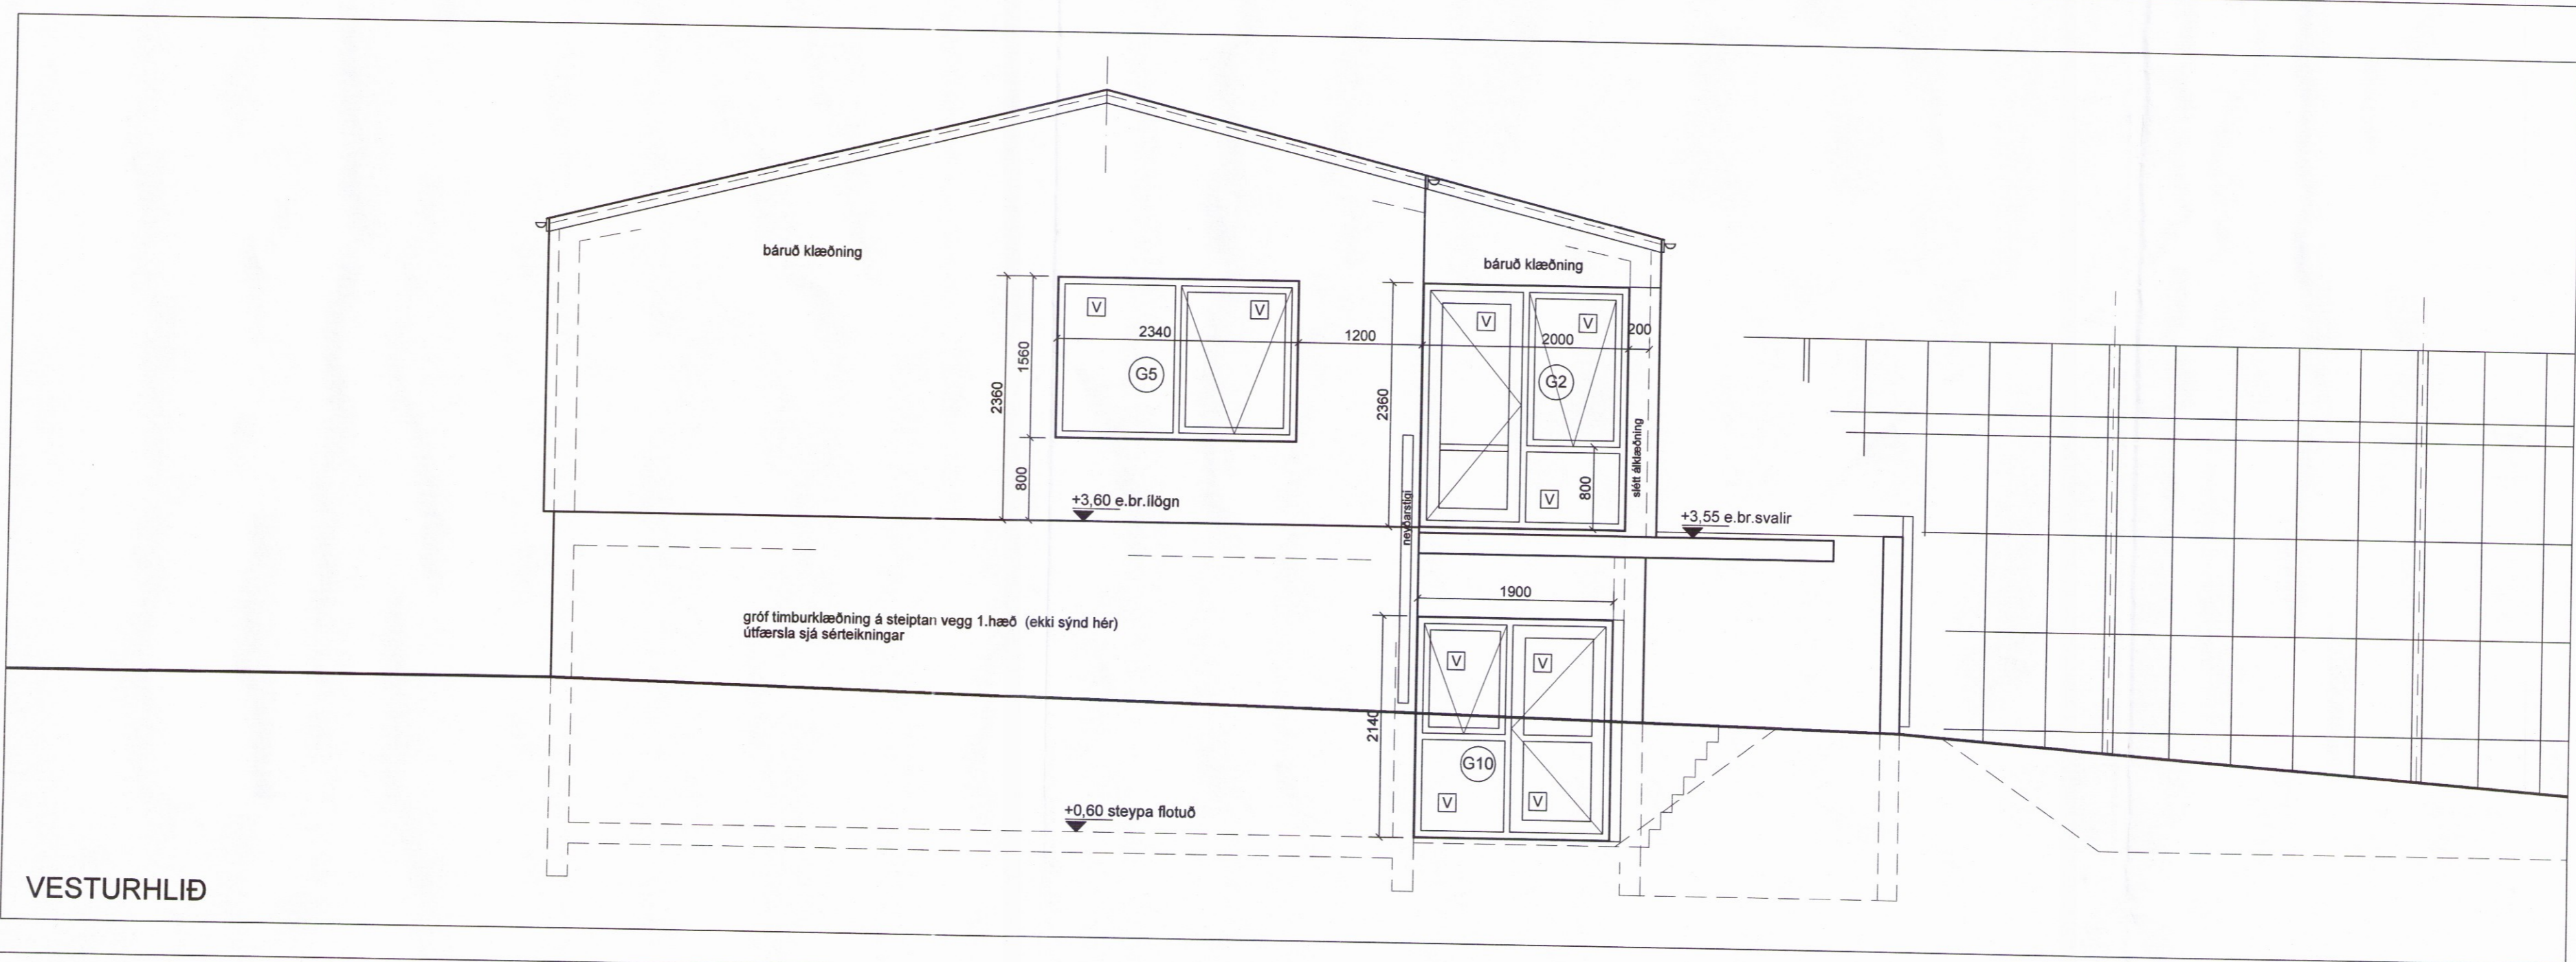 báruð klæðning
báruð klæðning
V
V
V
V
2340
1200
2000
200
1560
2360
G5
2360
G2
800
V
800
slétt álklæðning
neyðarstigi
+3,60 e.br.ílögn
+3,55 e.br.svalir
1900
gróf timburklæðning á steiptan vegg 1.hæð (ekki sýnd hér)
útfærsla sjá sérteikningar
V
V
2140
G10
V
V
+0,60 steypa flotuð
VESTURHLIÐ